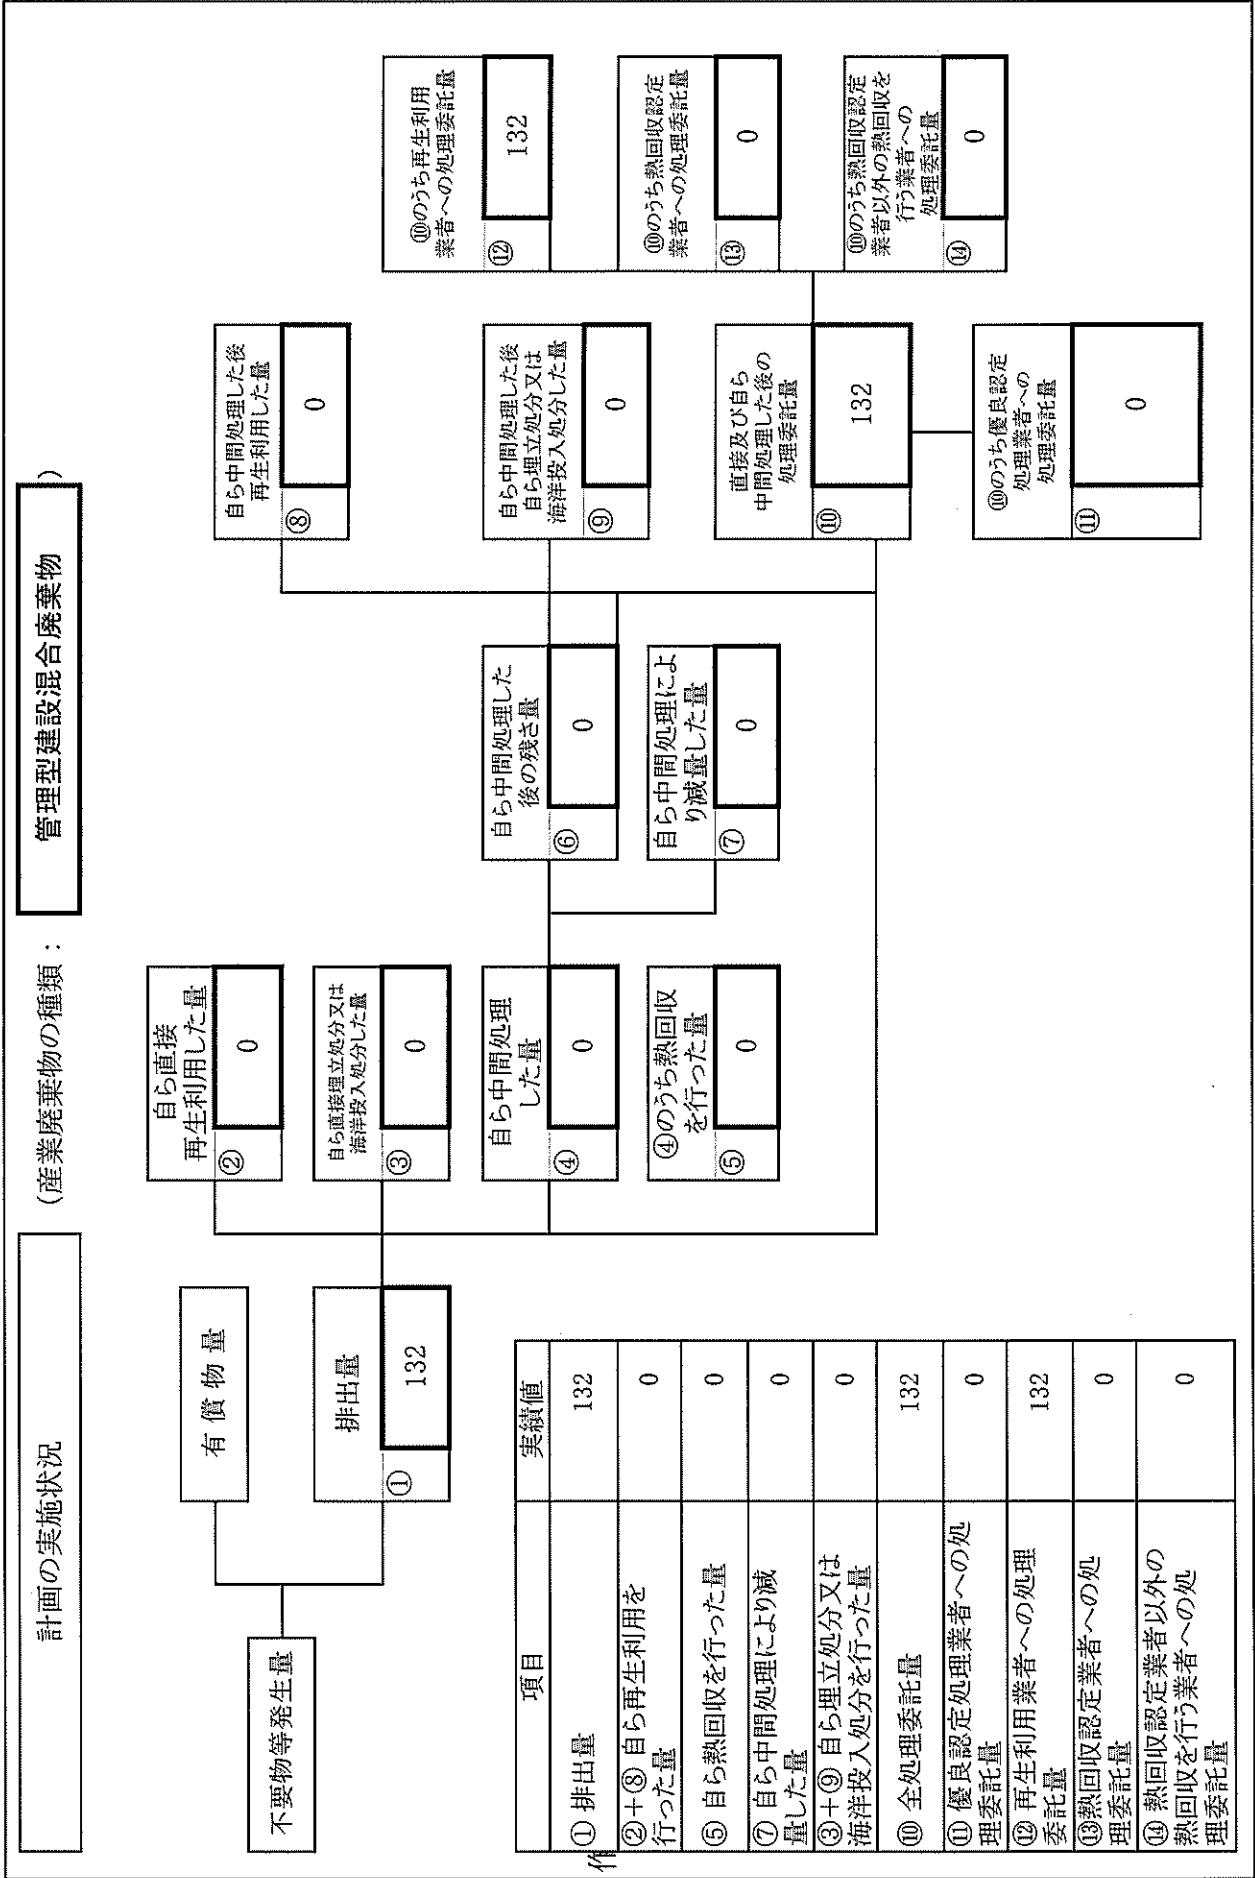 計画の実施状況
(産業廃棄物の種類:
管理型建設混合廃棄物
)
不要物等発生量
有償物量
排出量
①
132
自ら直接
再生利用した量
②
0
自ら直接埋立処分又は
海洋投入処分した量
③
0
自ら中間処理
した量
④
0
④のうち熱回収
を行った量
⑤
0
自ら中間処理した
後の残さ量
⑥
0
自ら中間処理によ
り減量した量
⑦
0
自ら中間処理した後
再生利用した量
⑧
0
自ら中間処理した後
自ら埋立処分又は
海洋投入処分した量
⑨
0
直接及び自ら
中間処理した後の
処理委託量
⑩
132
⑩のうち優良認定
処理業者への
処理委託量
⑪
0
⑩のうち再生利用
業者への処理委託量
⑫
132
⑩のうち熱回収認定
業者への処理委託量
⑬
0
⑩のうち熱回収認定
業者以外の熱回収を
行う業者への
処理委託量
⑭
0
項目 実績値
① 排出量 132
②+⑧ 自ら再生利用を
行った量 0
⑤ 自ら熱回収を行った量 0
⑦ 自ら中間処理により減
量した量 0
③+⑨ 自ら埋立処分又は
海洋投入処分を行った量 0
⑩ 全処理委託量 132
⑪ 優良認定処理業者への処
理委託量 0
⑫ 再生利用業者への処理
委託量 132
⑬熱回収認定業者への処
理委託量 0
⑭ 熱回収認定業者以外の
熱回収を行う業者への処
理委託量 0
作